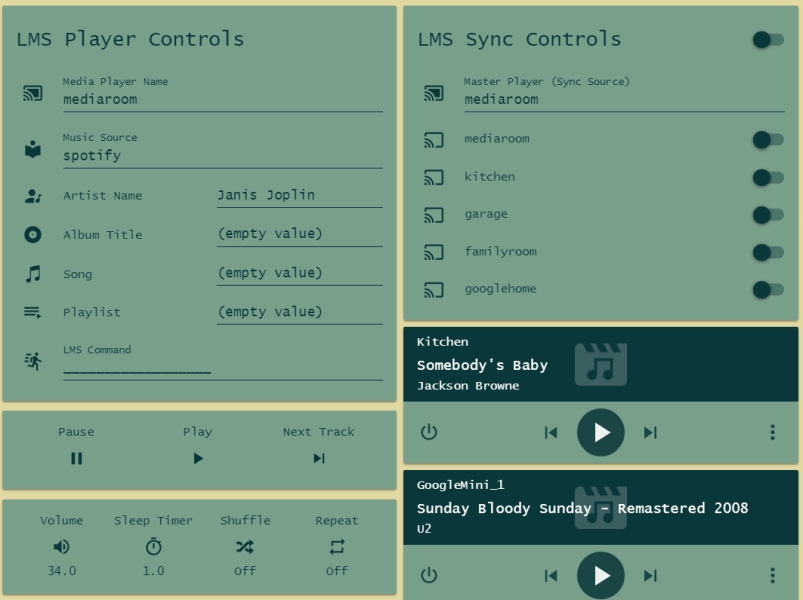 LMS Player Controls
Media Player Name
mediaroom
Music Source
spotify
Artist Name Janis Joplin
Album Title (empty value)
Song (empty value)
Playlist (empty value)
LMS Command
__________________
Pause Play Next Track
Volume Sleep Timer Shuffle Repeat
34.0 1.0 Off Off
LMS Sync Controls
Master Player (Sync Source)
mediaroom
mediaroom
kitchen
garage
familyroom
googlehome
Kitchen
Somebody's Baby
Jackson Browne
GoogleMini_1
Sunday Bloody Sunday - Remastered 2008
U2